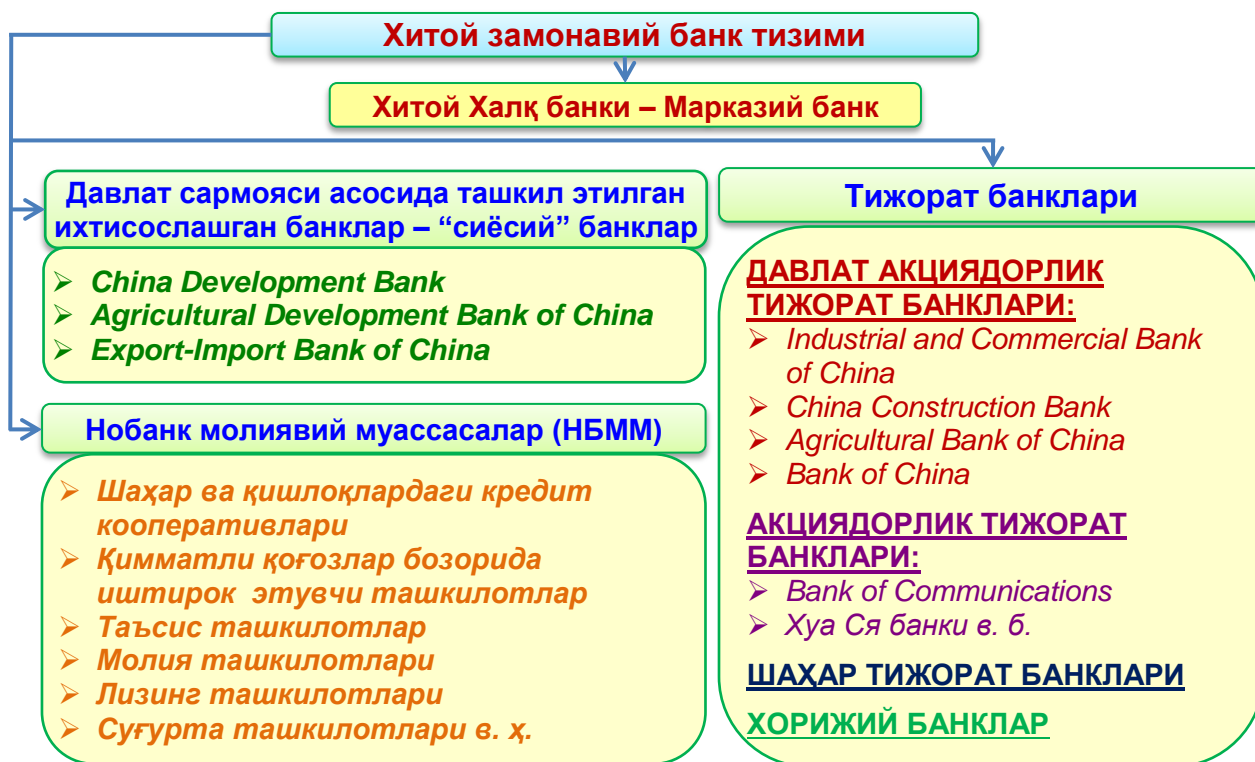 Хитой замонавий банк тизими
Хитой Халқ банки – Марказий банк
Давлат сармояси асосида ташкил этилган
ихтисослашган банклар – “сиёсий” банклар
➢ China Development Bank
➢ Agricultural Development Bank of China
➢ Export-Import Bank of China
Нобанк молиявий муассасалар (НБММ)
➢ Шаҳар ва қишлоқлардаги кредит
кооперативлари
➢ Қимматли қоғозлар бозорида
иштирок этувчи ташкилотлар
➢ Таъсис ташкилотлар
➢ Молия ташкилотлари
➢ Лизинг ташкилотлари
➢ Суғурта ташкилотлари в. ҳ.
Тижорат банклари
ДАВЛАТ АКЦИЯДОРЛИК
ТИЖОРАТ БАНКЛАРИ:
➢ Industrial and Commercial Bank
of China
➢ China Construction Bank
➢ Agricultural Bank of China
➢ Bank of China
АКЦИЯДОРЛИК ТИЖОРАТ
БАНКЛАРИ:
➢ Bank of Communications
➢ Хуа Ся банки в. б.
ШАҲАР ТИЖОРАТ БАНКЛАРИ
ХОРИЖИЙ БАНКЛАР